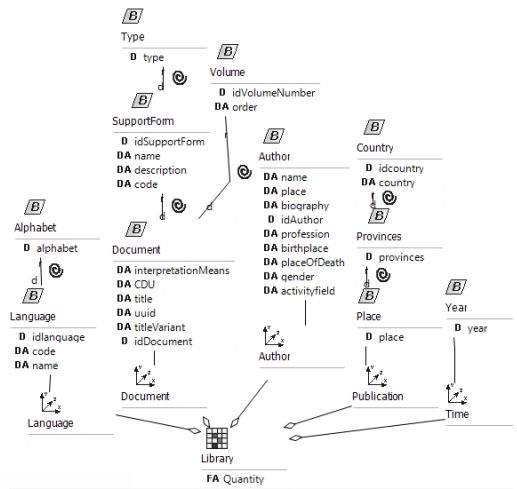 B
Type
D type
r
d
B
Volume
D idVolumeNumber
DA order
r
d
B
SupportForm
D idSupportForm
DA name
DA description
DA code
r
d
B
Author
DA name
DA place
DA biography
D idAuthor
DA profession
DA birthplace
DA placeOfDeath
DA gender
DA activityfield
Author
B
Country
D idcountry
DA country
r
d
B
Provinces
D provinces
r
d
B
Place
D place
Publication
B
Year
D year
Time
B
Alphabet
D alphabet
r
d
B
Language
D idlanguage
DA code
DA name
Language
B
Document
DA interpretationMeans
DA CDU
DA title
DA uuid
DA titleVariant
D idDocument
Document
Library
FA Quantity